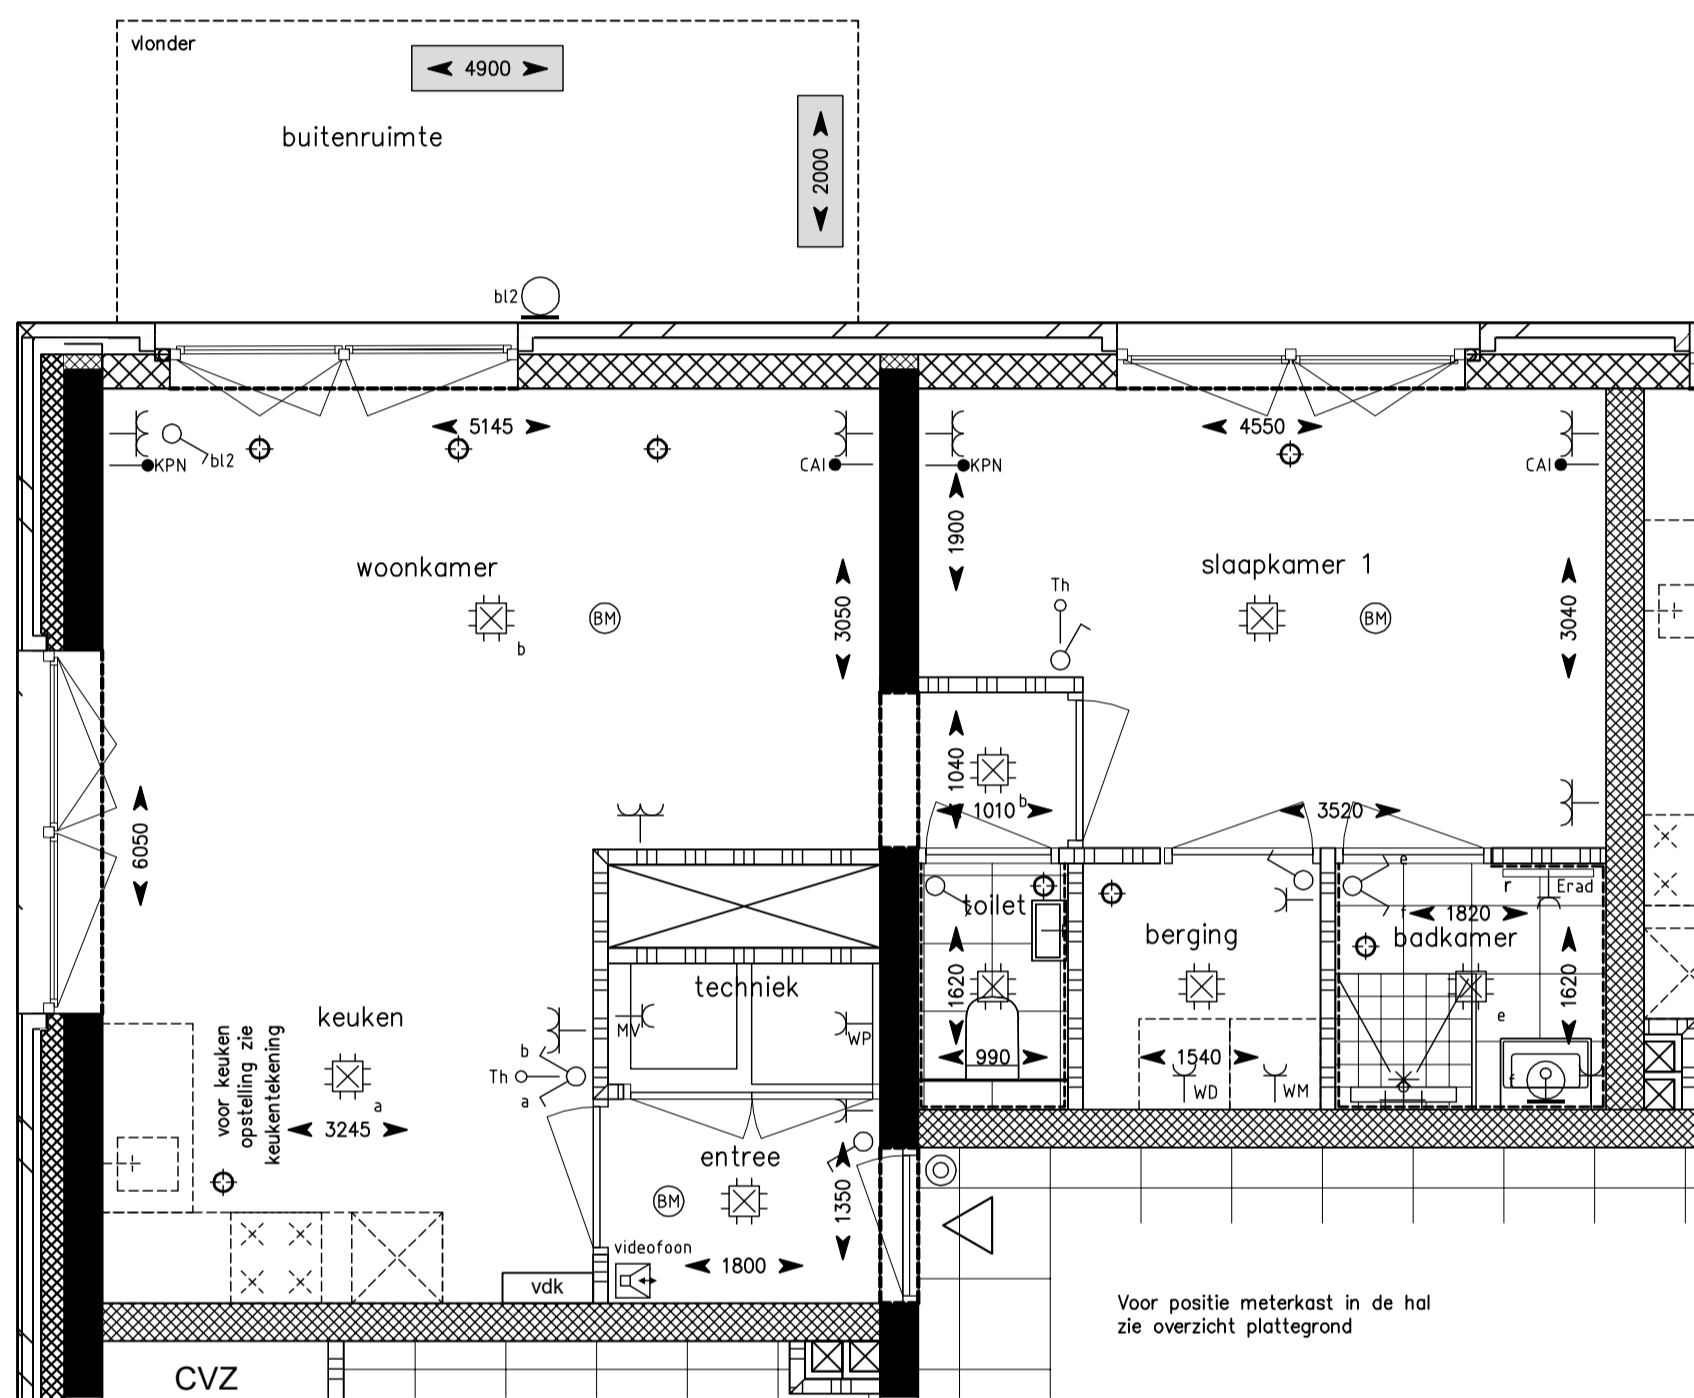 vlonder
4900
buitenruimte
2000
bl2
5145
4550
bl2
KPN
CAI
KPN
CAI
1900
woonkamer
slaapkamer 1
Th
BM
BM
3050
3040
b
1040
1010
b
3520
6050
e
r
Erad
toilet
f
1820
berging
badkamer
techniek
1620
1620
keuken
MV
WP
e
voor keuken
opstelling zie
keukentekening
b
Th
a
990
1540
WD
WM
f
a
3245
entree
BM
1350
videofoon
1800
vdk
Voor positie meterkast in de hal
zie overzicht plattegrond
CVZ